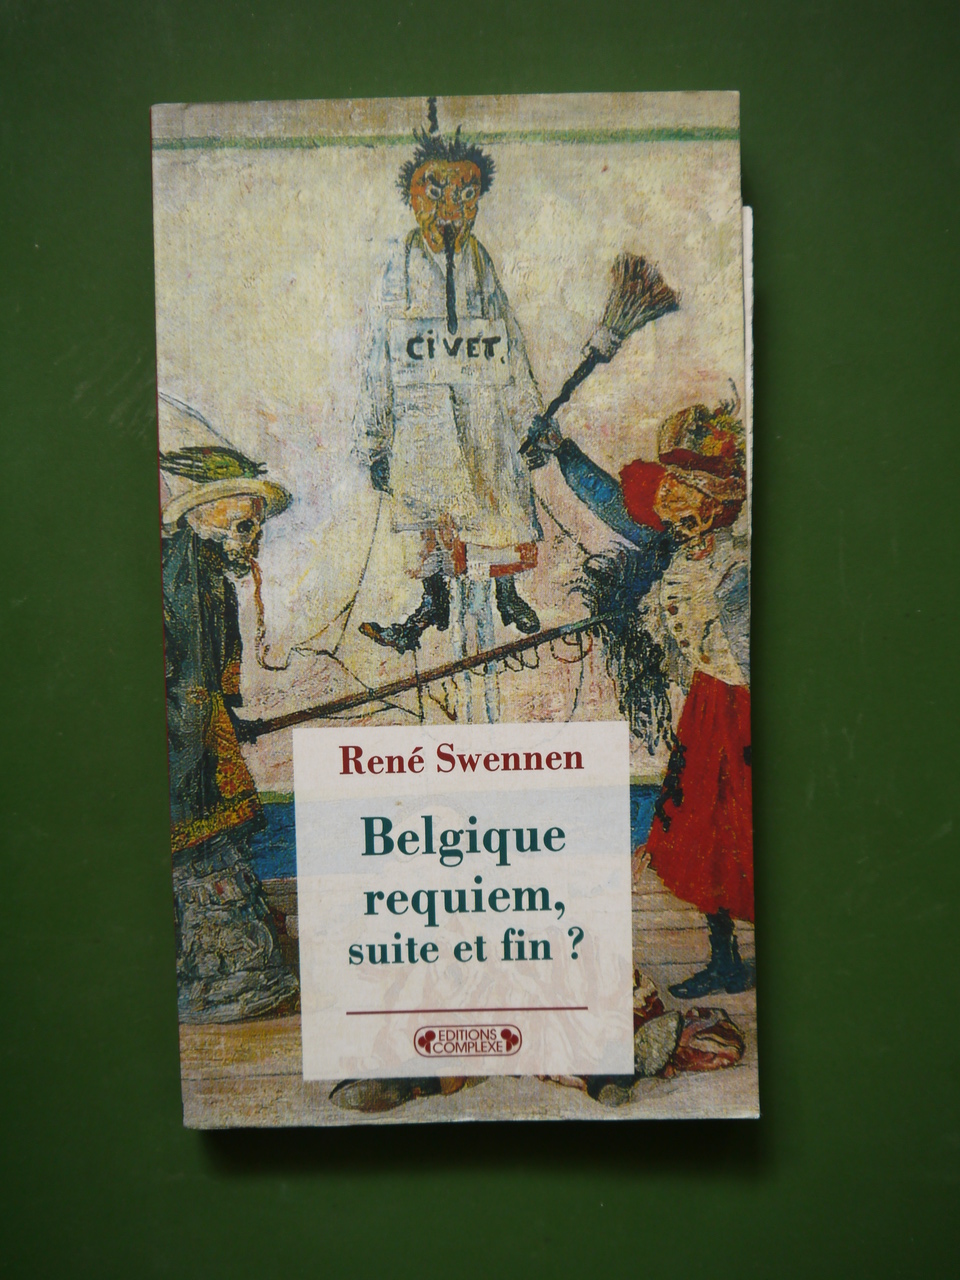 CIVET.
René Swennen
Belgique
requiem,
suite et fin ?
EDITIONS
COMPLEXE